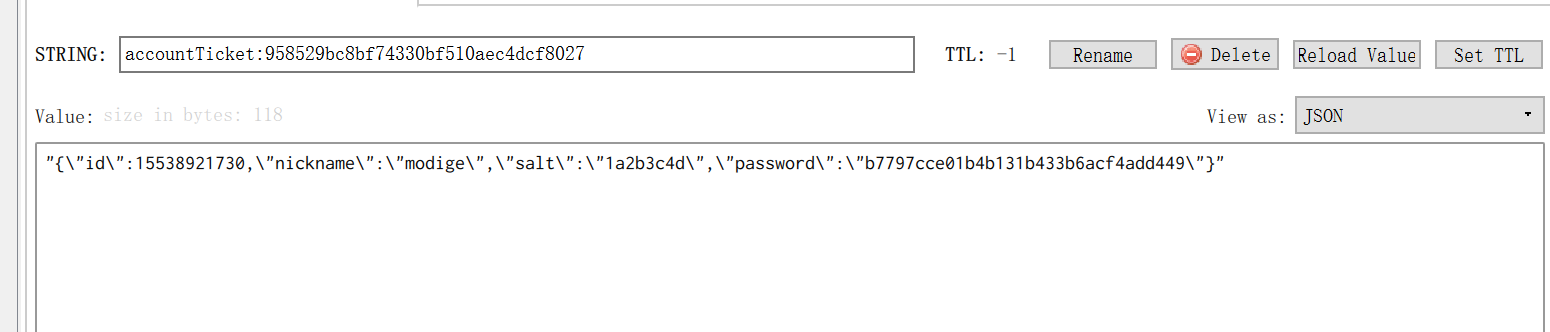 STRING: accountTicket:958529bc8bf74330bf510aec4dcf8027 TTL: -1 Rename Delete Reload Value Set TTL
Value: size in bytes: 118 View as: JSON
"{\"id\":15538921730,\"nickname\":\"modige\",\"salt\":\"1a2b3c4d\",\"password\":\"b7797cce01b4b131b433b6acf4add449\"}"